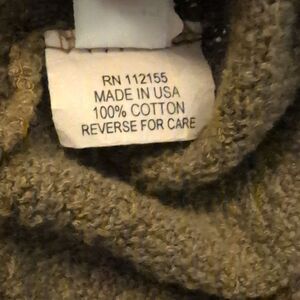 RN 112155
MADE IN USA
100% COTTON
REVERSE FOR CARE